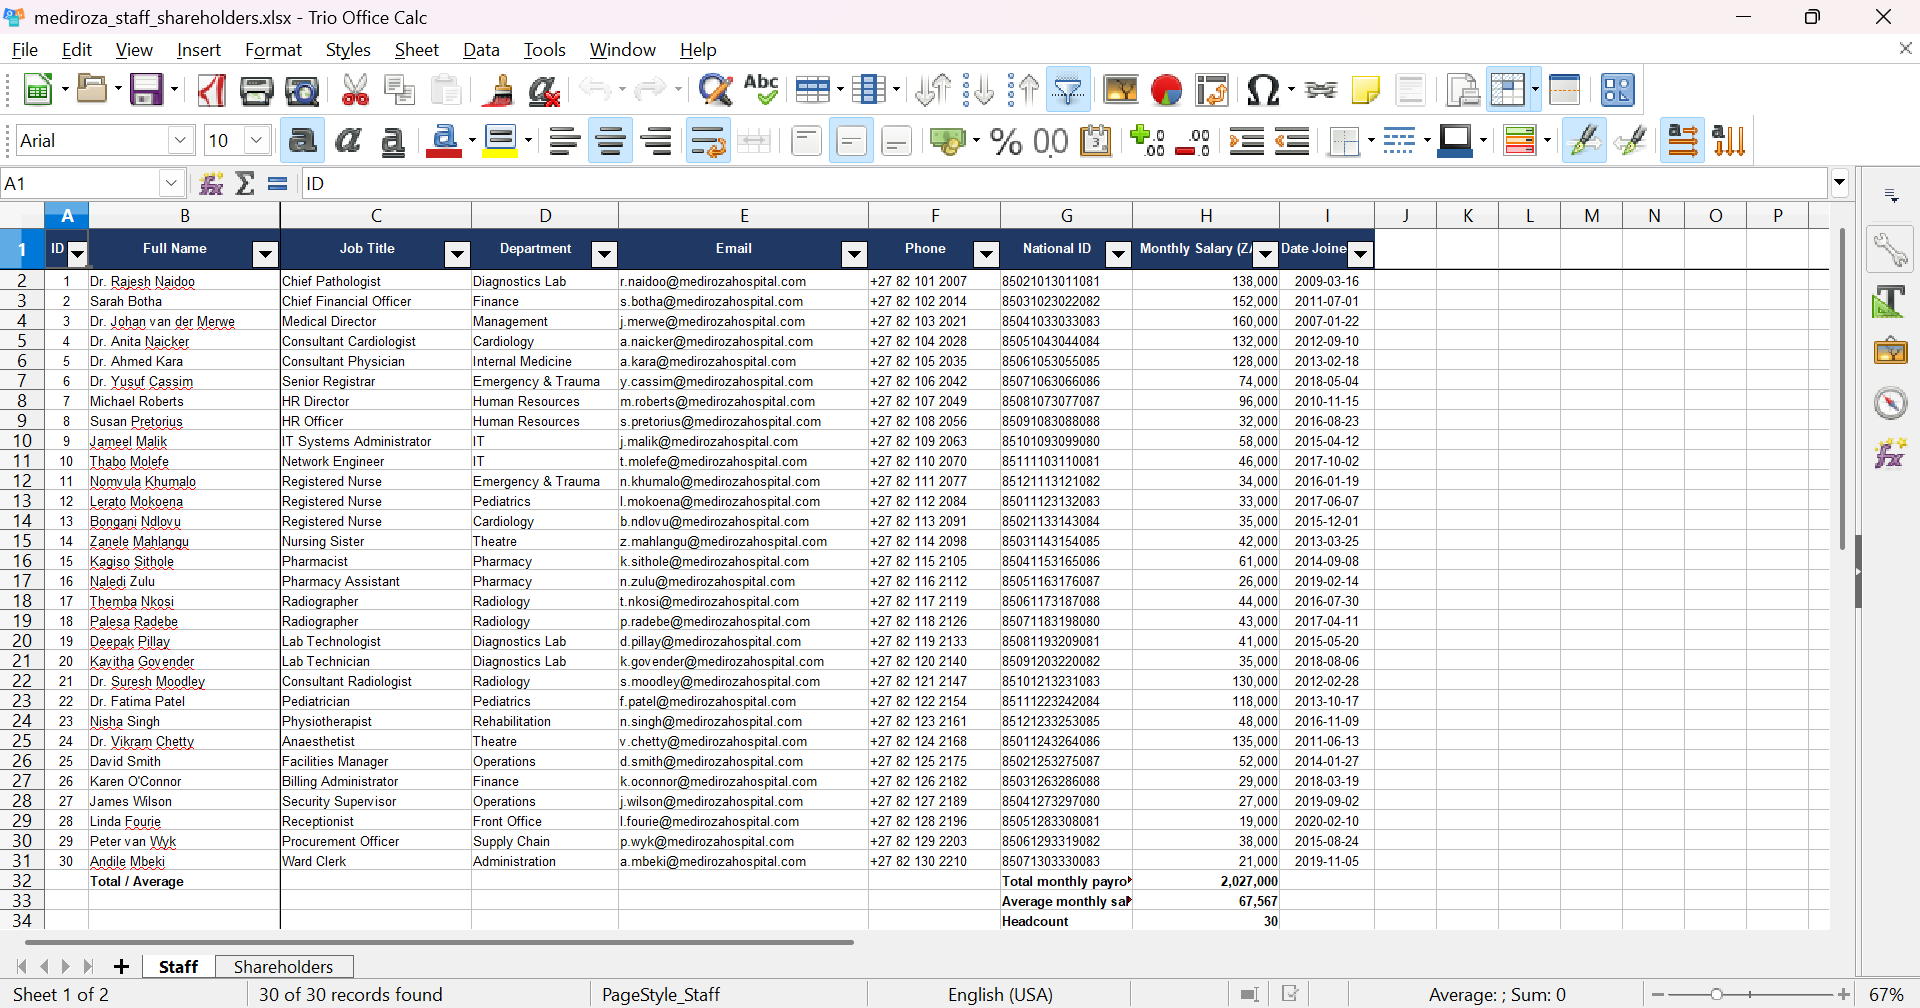 mediroza_staff_shareholders.xlsx - Trio Office Calc
File Edit View Insert Format Styles Sheet Data Tools Window Help
Arial 10
A1 ID
A B C D E F G H I J K L M N O P
1 ID Full Name Job Title Department Email Phone National ID Monthly Salary (ZA Date Joine
2 1 Dr. Rajesh Naidoo Chief Pathologist Diagnostics Lab r.naidoo@medirozahospital.com +27 82 101 2007 85021013011081 138,000 2009-03-16
3 2 Sarah Botha Chief Financial Officer Finance s.botha@medirozahospital.com +27 82 102 2014 85031023022082 152,000 2011-07-01
4 3 Dr. Johan van der Merwe Medical Director Management j.merwe@medirozahospital.com +27 82 103 2021 85041033033083 160,000 2007-01-22
5 4 Dr. Anita Naicker Consultant Cardiologist Cardiology a.naicker@medirozahospital.com +27 82 104 2028 85051043044084 132,000 2012-09-10
6 5 Dr. Ahmed Kara Consultant Physician Internal Medicine a.kara@medirozahospital.com +27 82 105 2035 85061053055085 128,000 2013-02-18
7 6 Dr. Yusuf Cassim Senior Registrar Emergency & Trauma y.cassim@medirozahospital.com +27 82 106 2042 85071063066086 74,000 2018-05-04
8 7 Michael Roberts HR Director Human Resources m.roberts@medirozahospital.com +27 82 107 2049 85081073077087 96,000 2010-11-15
9 8 Susan Pretorius HR Officer Human Resources s.pretorius@medirozahospital.com +27 82 108 2056 85091083088088 32,000 2016-08-23
10 9 Jameel Malik IT Systems Administrator IT j.malik@medirozahospital.com +27 82 109 2063 85101093099080 58,000 2015-04-12
11 10 Thabo Molefe Network Engineer IT t.molefe@medirozahospital.com +27 82 110 2070 85111103110081 46,000 2017-10-02
12 11 Nomvula Khumalo Registered Nurse Emergency & Trauma n.khumalo@medirozahospital.com +27 82 111 2077 85121113121082 34,000 2016-01-19
13 12 Lerato Mokoena Registered Nurse Pediatrics l.mokoena@medirozahospital.com +27 82 112 2084 85011123132083 33,000 2017-06-07
14 13 Bongani Ndlovu Registered Nurse Cardiology b.ndlovu@medirozahospital.com +27 82 113 2091 85021133143084 35,000 2015-12-01
15 14 Zanele Mahlangu Nursing Sister Theatre z.mahlangu@medirozahospital.com +27 82 114 2098 85031143154085 42,000 2013-03-25
16 15 Kagiso Sithole Pharmacist Pharmacy k.sithole@medirozahospital.com +27 82 115 2105 85041153165086 61,000 2014-09-08
17 16 Naledi Zulu Pharmacy Assistant Pharmacy n.zulu@medirozahospital.com +27 82 116 2112 85051163176087 26,000 2019-02-14
18 17 Themba Nkosi Radiographer Radiology t.nkosi@medirozahospital.com +27 82 117 2119 85061173187088 44,000 2016-07-30
19 18 Palesa Radebe Radiographer Radiology p.radebe@medirozahospital.com +27 82 118 2126 85071183198080 43,000 2017-04-11
20 19 Deepak Pillay Lab Technologist Diagnostics Lab d.pillay@medirozahospital.com +27 82 119 2133 85081193209081 41,000 2015-05-20
21 20 Kavitha Govender Lab Technician Diagnostics Lab k.govender@medirozahospital.com +27 82 120 2140 85091203220082 35,000 2018-08-06
22 21 Dr. Suresh Moodley Consultant Radiologist Radiology s.moodley@medirozahospital.com +27 82 121 2147 85101213231083 130,000 2012-02-28
23 22 Dr. Fatima Patel Pediatrician Pediatrics f.patel@medirozahospital.com +27 82 122 2154 85111223242084 118,000 2013-10-17
24 23 Nisha Singh Physiotherapist Rehabilitation n.singh@medirozahospital.com +27 82 123 2161 85121233253085 48,000 2016-11-09
25 24 Dr. Vikram Chetty Anaesthetist Theatre v.chetty@medirozahospital.com +27 82 124 2168 85011243264086 135,000 2011-06-13
26 25 David Smith Facilities Manager Operations d.smith@medirozahospital.com +27 82 125 2175 85021253275087 52,000 2014-01-27
27 26 Karen O'Connor Billing Administrator Finance k.oconnor@medirozahospital.com +27 82 126 2182 85031263286088 29,000 2018-03-19
28 27 James Wilson Security Supervisor Operations j.wilson@medirozahospital.com +27 82 127 2189 85041273297080 27,000 2019-09-02
29 28 Linda Fourie Receptionist Front Office l.fourie@medirozahospital.com +27 82 128 2196 85051283308081 19,000 2020-02-10
30 29 Peter van Wyk Procurement Officer Supply Chain p.wyk@medirozahospital.com +27 82 129 2203 85061293319082 38,000 2015-08-24
31 30 Andile Mbeki Ward Clerk Administration a.mbeki@medirozahospital.com +27 82 130 2210 85071303330083 21,000 2019-11-05
32 Total / Average Total monthly payro 2,027,000
33 Average monthly sal 67,567
34 Headcount 30
Staff Shareholders
Sheet 1 of 2 30 of 30 records found PageStyle_Staff English (USA) Average: ; Sum: 0 67%